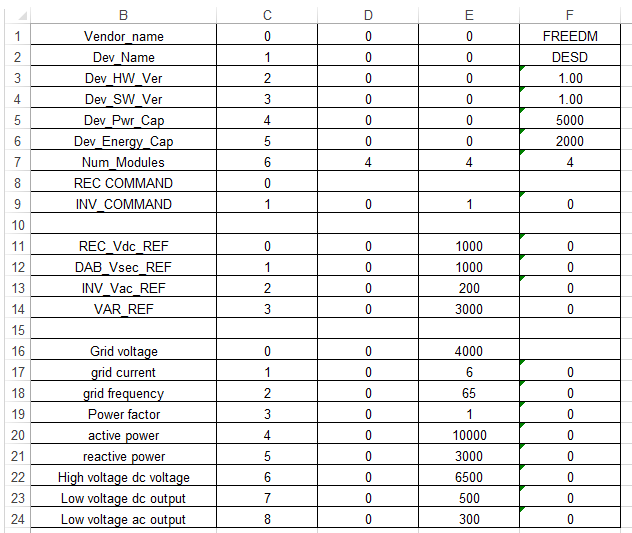 B C D E F
1 Vendor_name 0 0 0 FREEDM
2 Dev_Name 1 0 0 DESD
3 Dev_HW_Ver 2 0 0 1.00
4 Dev_SW_Ver 3 0 0 1.00
5 Dev_Pwr_Cap 4 0 0 5000
6 Dev_Energy_Cap 5 0 0 2000
7 Num_Modules 6 4 4 4
8 REC COMMAND 0
9 INV_COMMAND 1 0 1 0
10
11 REC_Vdc_REF 0 0 1000 0
12 DAB_Vsec_REF 1 0 1000 0
13 INV_Vac_REF 2 0 200 0
14 VAR_REF 3 0 3000 0
15
16 Grid voltage 0 0 4000
17 grid current 1 0 6 0
18 grid frequency 2 0 65 0
19 Power factor 3 0 1 0
20 active power 4 0 10000 0
21 reactive power 5 0 3000 0
22 High voltage dc voltage 6 0 6500 0
23 Low voltage dc output 7 0 500 0
24 Low voltage ac output 8 0 300 0